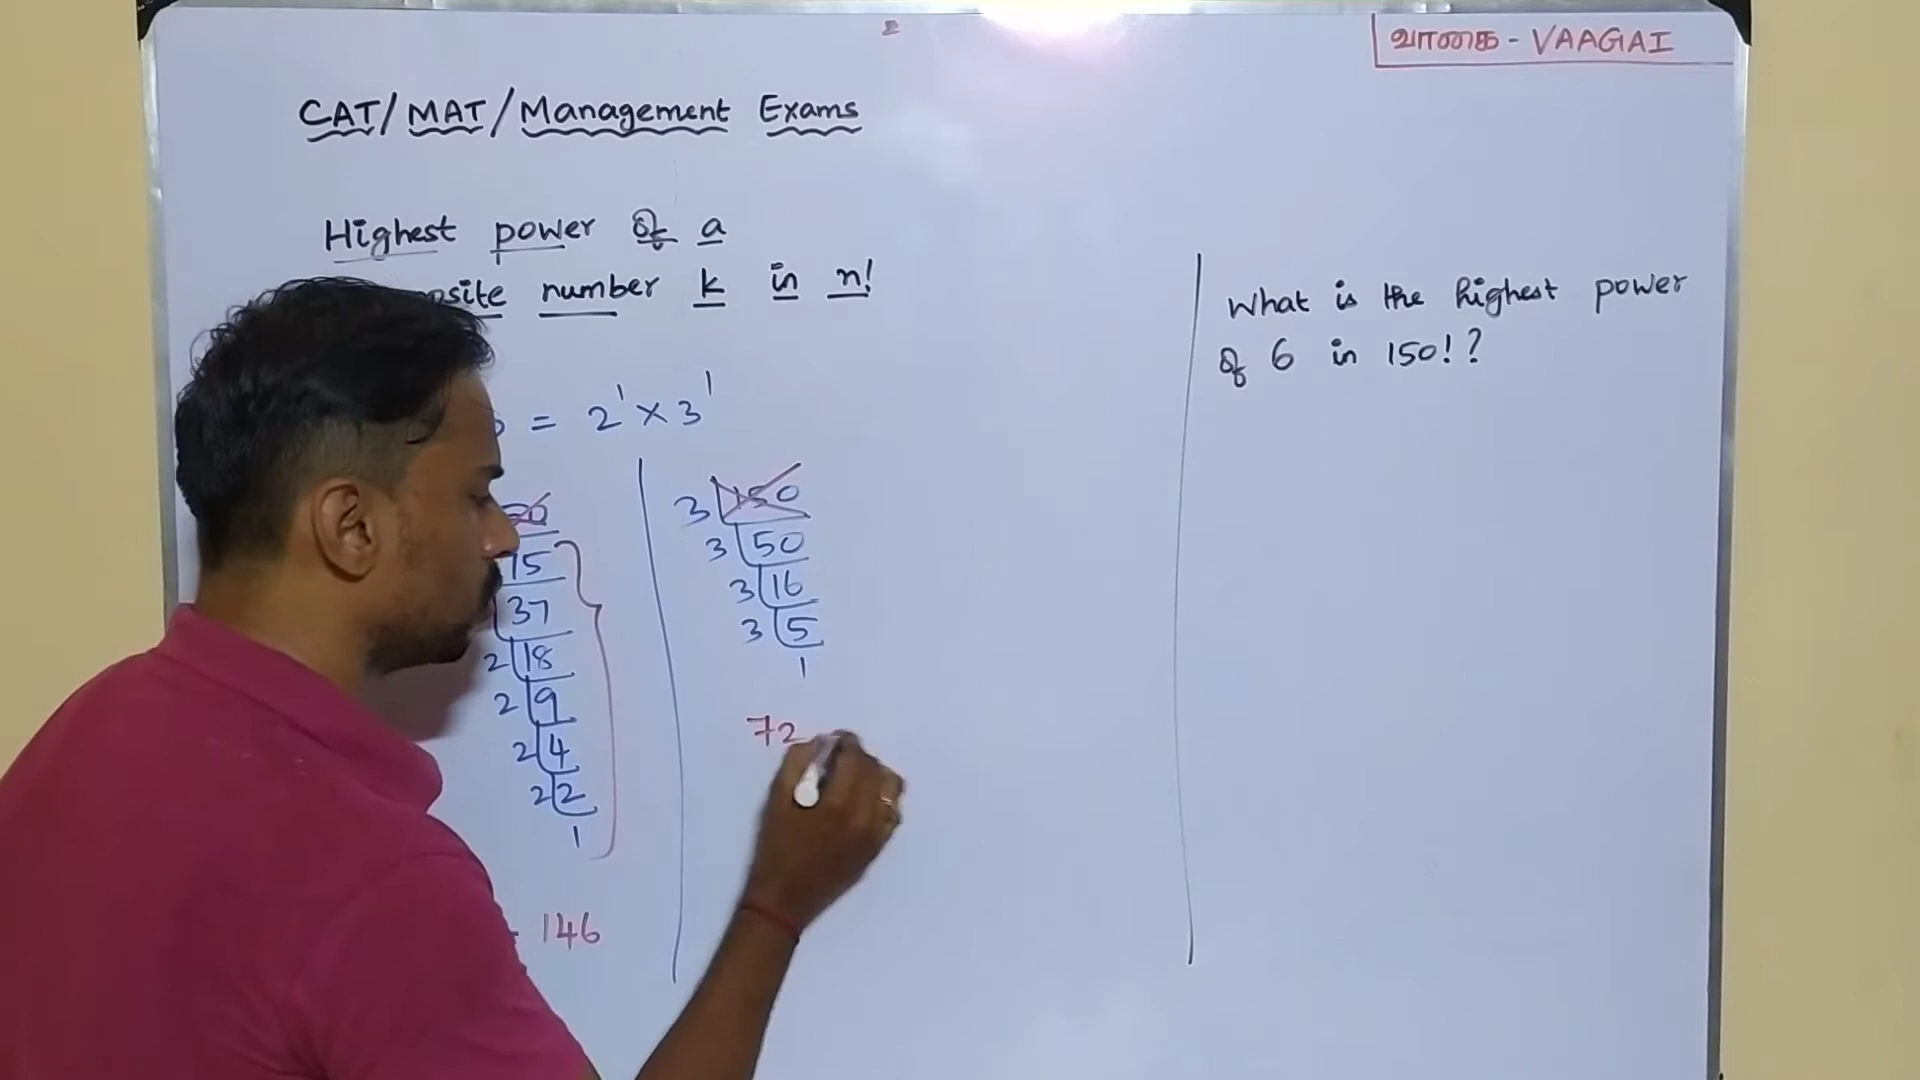 வாகை - VAAGAI
CAT/MAT/Management Exams
Highest power of a
number k in n!
= 2¹ × 3¹
15
37
2 18
2 9
2 4
2 2
1
146
3 150
3 50
3 16
3 5
1
72
What is the highest power
of 6 in 150!?